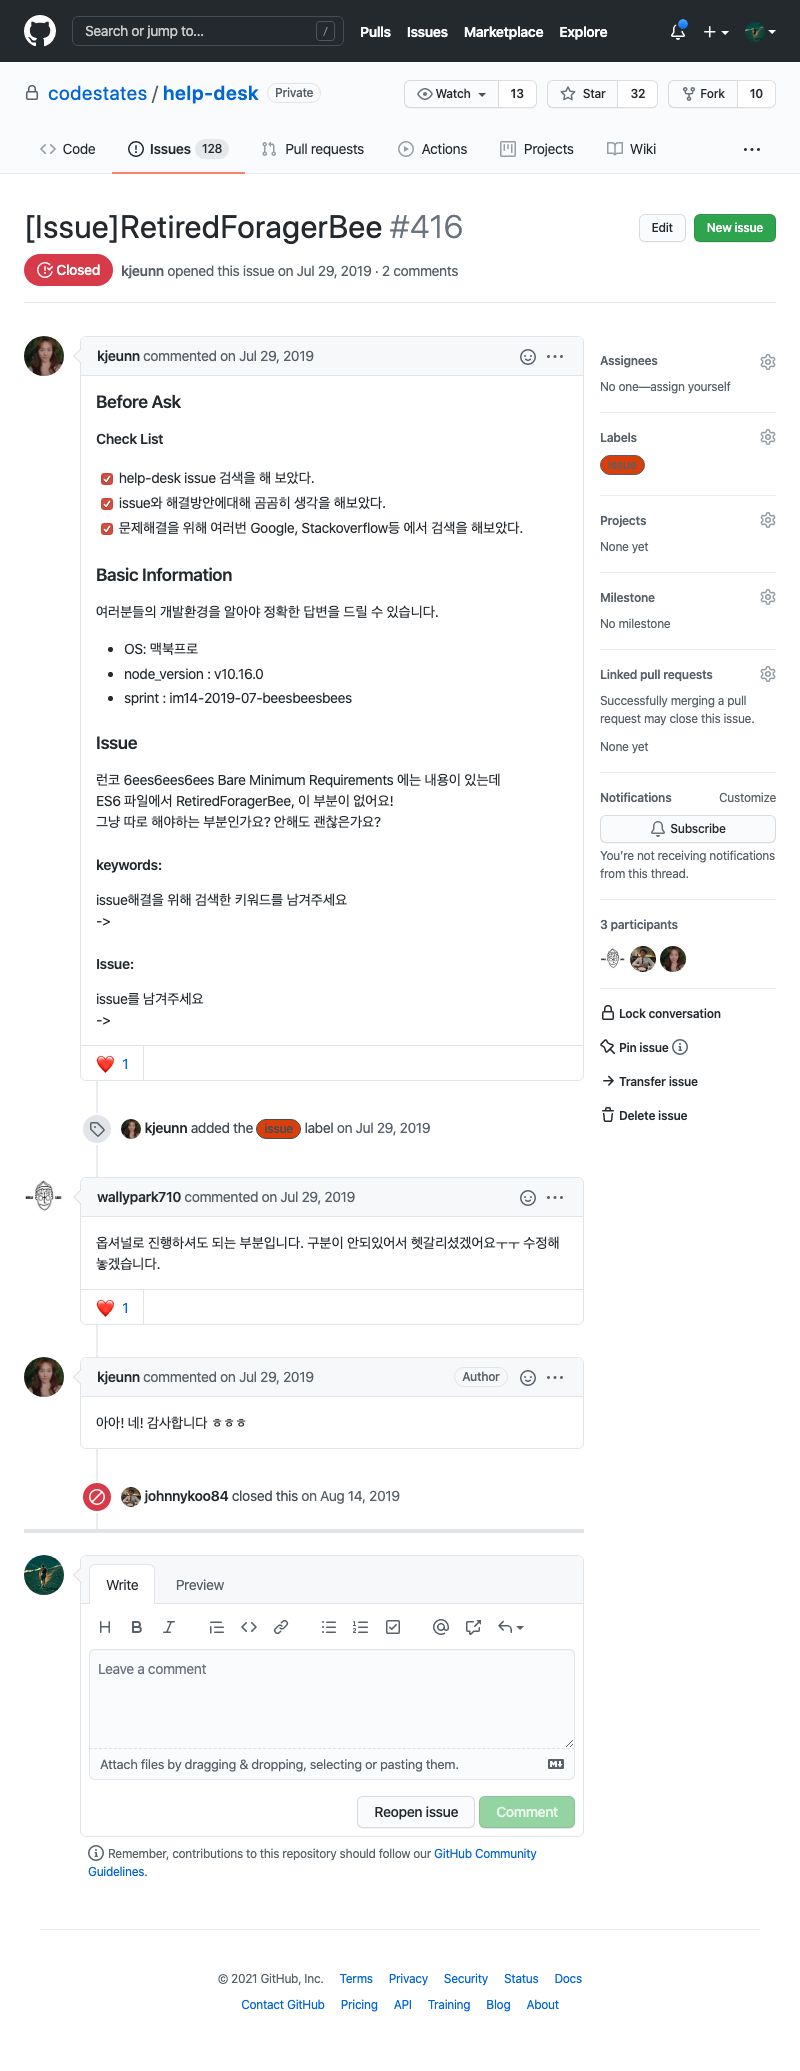 Search or jump to...
/
Pulls
Issues
Marketplace
Explore
codestates / help-desk
Private
Watch
13
Star
32
Fork
10
Code
Issues 128
Pull requests
Actions
Projects
Wiki
[Issue]RetiredForagerBee #416
Edit
New issue
Closed
kjeunn opened this issue on Jul 29, 2019 · 2 comments
kjeunn commented on Jul 29, 2019
Before Ask
Check List
help-desk issue 검색을 해 보았다.
issue와 해결방안에대해 곰곰히 생각을 해보았다.
문제해결을 위해 여러번 Google, Stackoverflow등 에서 검색을 해보았다.
Basic Information
여러분들의 개발환경을 알아야 정확한 답변을 드릴 수 있습니다.
OS: 맥북프로
node_version : v10.16.0
sprint : im14-2019-07-beesbeesbees
Issue
런코 6ees6ees6ees Bare Minimum Requirements 에는 내용이 있는데
ES6 파일에서 RetiredForagerBee, 이 부분이 없어요!
그냥 따로 해야하는 부분인가요? 안해도 괜찮은가요?
keywords:
issue해결을 위해 검색한 키워드를 남겨주세요
->
Issue:
issue를 남겨주세요
->
1
kjeunn added the issue label on Jul 29, 2019
wallypark710 commented on Jul 29, 2019
옵셔널로 진행하셔도 되는 부분입니다. 구분이 안되있어서 헷갈리셨겠어요ㅜㅜ 수정해
놓겠습니다.
1
kjeunn commented on Jul 29, 2019
Author
아아! 네! 감사합니다 ㅎㅎㅎ
johnnykoo84 closed this on Aug 14, 2019
Write
Preview
Leave a comment
Attach files by dragging & dropping, selecting or pasting them.
Reopen issue
Comment
Remember, contributions to this repository should follow our GitHub Community
Guidelines.
Assignees
No one—assign yourself
Labels
issue
Projects
None yet
Milestone
No milestone
Linked pull requests
Successfully merging a pull
request may close this issue.
None yet
Notifications
Customize
Subscribe
You're not receiving notifications
from this thread.
3 participants
Lock conversation
Pin issue
Transfer issue
Delete issue
© 2021 GitHub, Inc.
Terms
Privacy
Security
Status
Docs
Contact GitHub
Pricing
API
Training
Blog
About